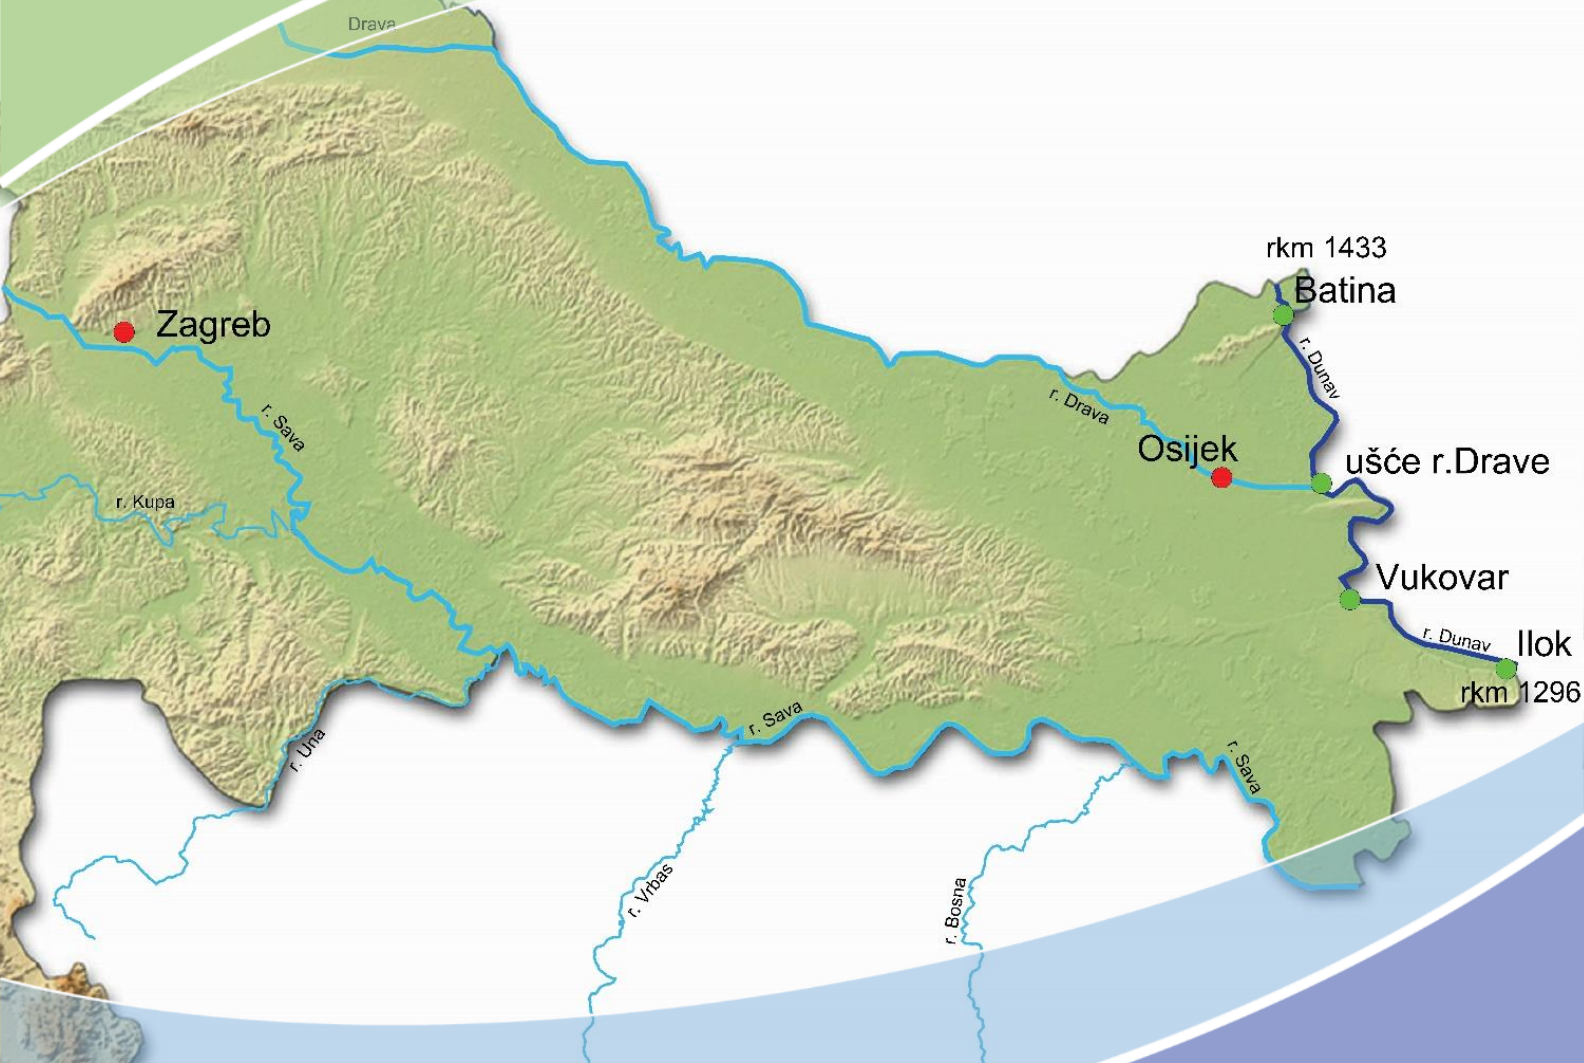 Drava
rkm 1433
Batina
Zagreb
r. Dunav
r. Drava
r. Sava
Osijek
ušće r.Drave
r. Kupa
Vukovar
r. Dunav
Ilok
rkm 1296
r. Sava
r. Una
r. Sava
r. Vrbas
r. Bosna